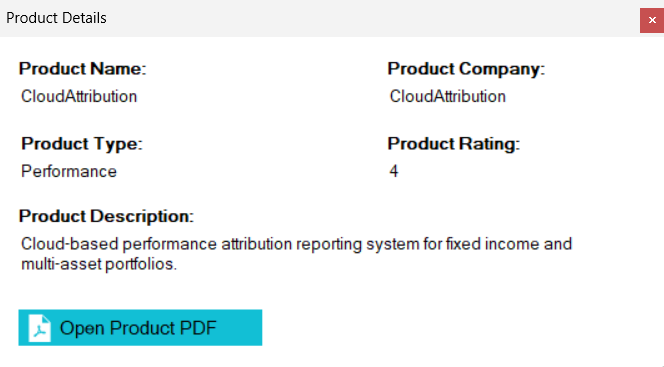 Product Details
Product Name:
Product Company:
CloudAttribution
CloudAttribution
Product Type:
Product Rating:
Performance
4
Product Description:
Cloud-based performance attribution reporting system for fixed income and
multi-asset portfolios.
Open Product PDF